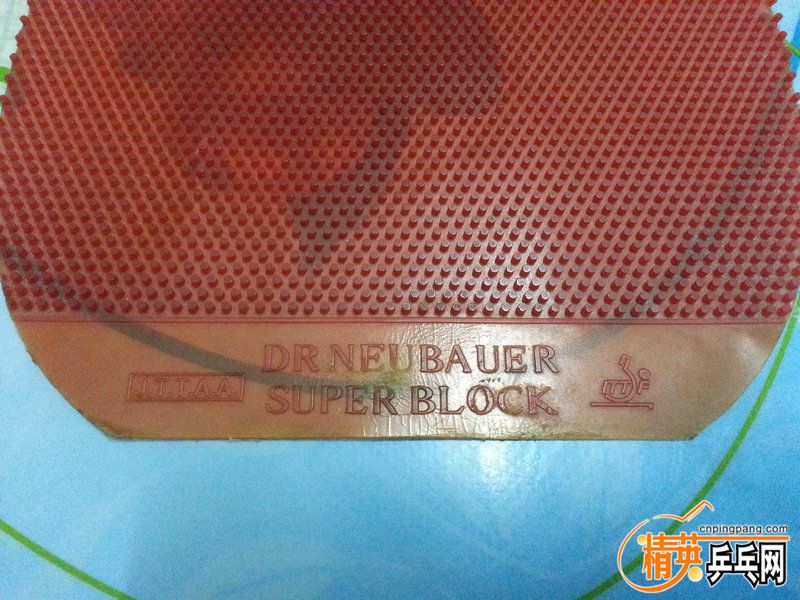 DR NEUBAUER
J.T.T.A.A
SUPER BLOCK
ITTF
cnpingpang.com
精英乒乓网